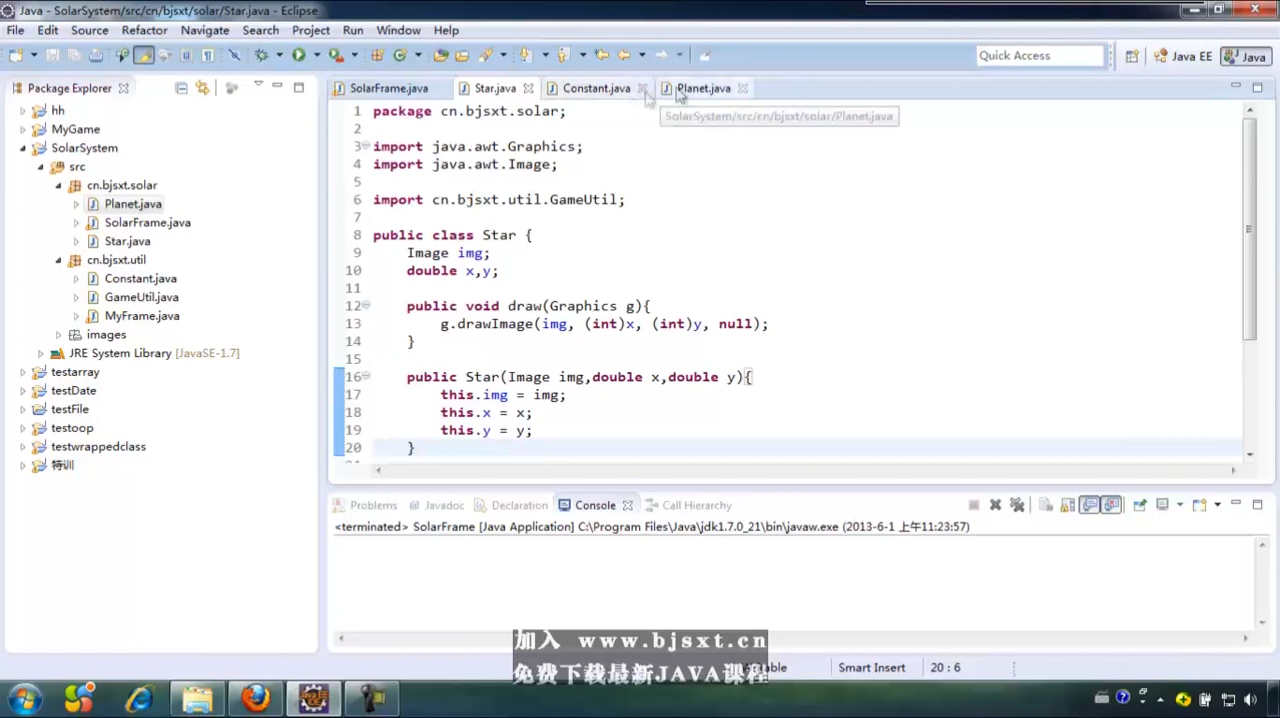 Java - SolarSystem/src/cn/bjsxt/solar/Star.java - Eclipse
File Edit Source Refactor Navigate Search Project Run Window Help
Quick Access Java EE Java
Package Explorer
SolarFrame.java Star.java Constant.java Planet.java
SolarSystem/src/cn/bjsxt/solar/Planet.java
hh
MyGame
SolarSystem
src
cn.bjsxt.solar
Planet.java
SolarFrame.java
Star.java
cn.bjsxt.util
Constant.java
GameUtil.java
MyFrame.java
images
JRE System Library [JavaSE-1.7]
testarray
testDate
testFile
testoop
testwrappedclass
特训
1 package cn.bjsxt.solar;
2
3 import java.awt.Graphics;
4 import java.awt.Image;
5
6 import cn.bjsxt.util.GameUtil;
7
8 public class Star {
9 Image img;
10 double x,y;
11
12 public void draw(Graphics g){
13 g.drawImage(img, (int)x, (int)y, null);
14 }
15
16 public Star(Image img,double x,double y){
17 this.img = img;
18 this.x = x;
19 this.y = y;
20 }
Problems Javadoc Declaration Console Call Hierarchy
<terminated> SolarFrame [Java Application] C:\Program Files\Java\jdk1.7.0_21\bin\javaw.exe (2013-6-1 上午11:23:57)
加入 www.bjsxt.cn
免费下载最新JAVA课程
Smart Insert 20 : 6